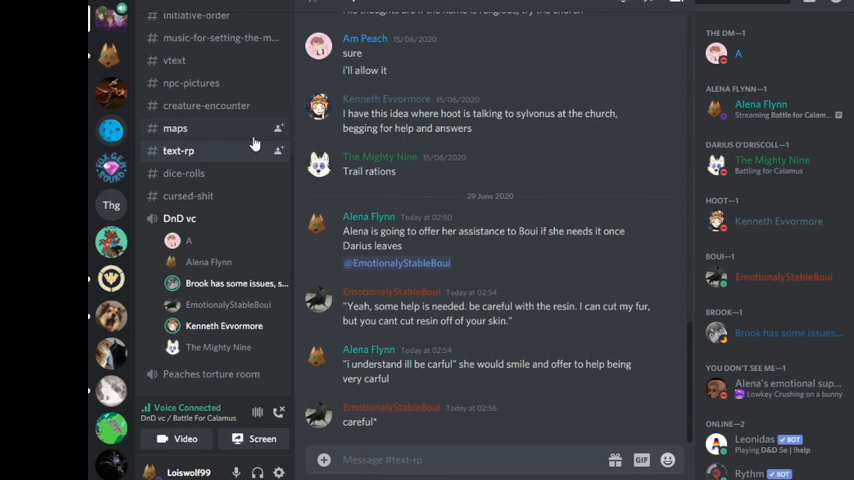 initiative-order
music-for-setting-the-m...
vtext
npc-pictures
creature-encounter
maps
text-rp
dice-rolls
cursed-shit
DnD vc
A
Alena Flynn
Brook has some issues, s...
EmotionalyStableBoui
Kenneth Evvormore
The Mighty Nine
Peaches torture room
Voice Connected
DnD vc / Battle For Calamus
Video
Screen
Loiswolf99
Thg
Am Peach 15/06/2020
sure
i'll allow it
Kenneth Evvormore 15/06/2020
I have this idea where hoot is talking to sylvonus at the church,
begging for help and answers
The Mighty Nine 15/06/2020
Trail rations
29 June 2020
Alena Flynn Today at 02:50
Alena is going to offer her assistance to Boui if she needs it once
Darius leaves
@EmotionalyStableBoui
EmotionalyStableBoui Today at 02:54
"Yeah, some help is needed. be careful with the resin. I can cut my fur,
but you cant cut resin off of your skin."
Alena Flynn Today at 02:54
"i understand ill be carful" she would smile and offer to help being
very carful
EmotionalyStableBoui Today at 02:56
careful*
Message #text-rp
GIF
THE DM—1
A
ALENA FLYNN—1
Alena Flynn
Streaming Battle for Calam...
DARIUS O'DRISCOLL—1
The Mighty Nine
Battling for Calamus
HOOT—1
Kenneth Evvormore
BOUI—1
EmotionalyStableBoui
BROOK—1
Brook has some issues...
YOU DON'T SEE ME—1
Alena's emotional sup...
Lowkey Crushing on a bunny
ONLINE—2
Leonidas BOT
Playing D&D 5e | !help
Rythm BOT